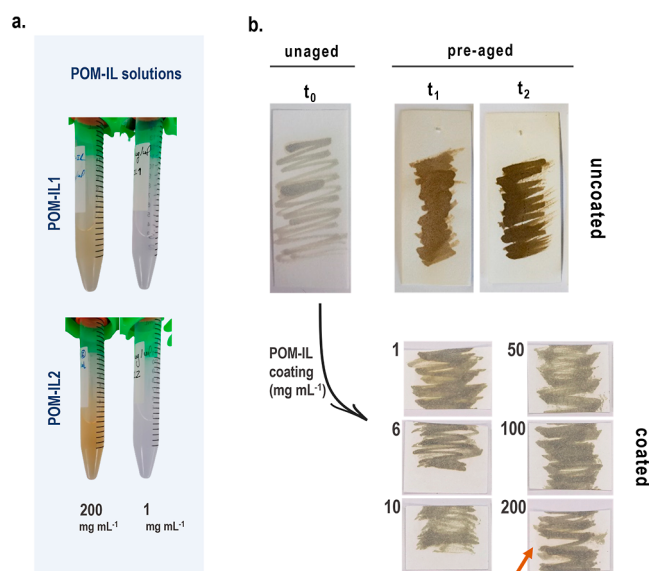 a.
POM-IL solutions
POM-IL1
POM-IL2
200
mg mL-1
1
mg mL-1
b.
unaged
pre-aged
t0
t1
t2
uncoated
POM-IL
coating
(mg mL-1)
1
50
6
100
10
200
coated